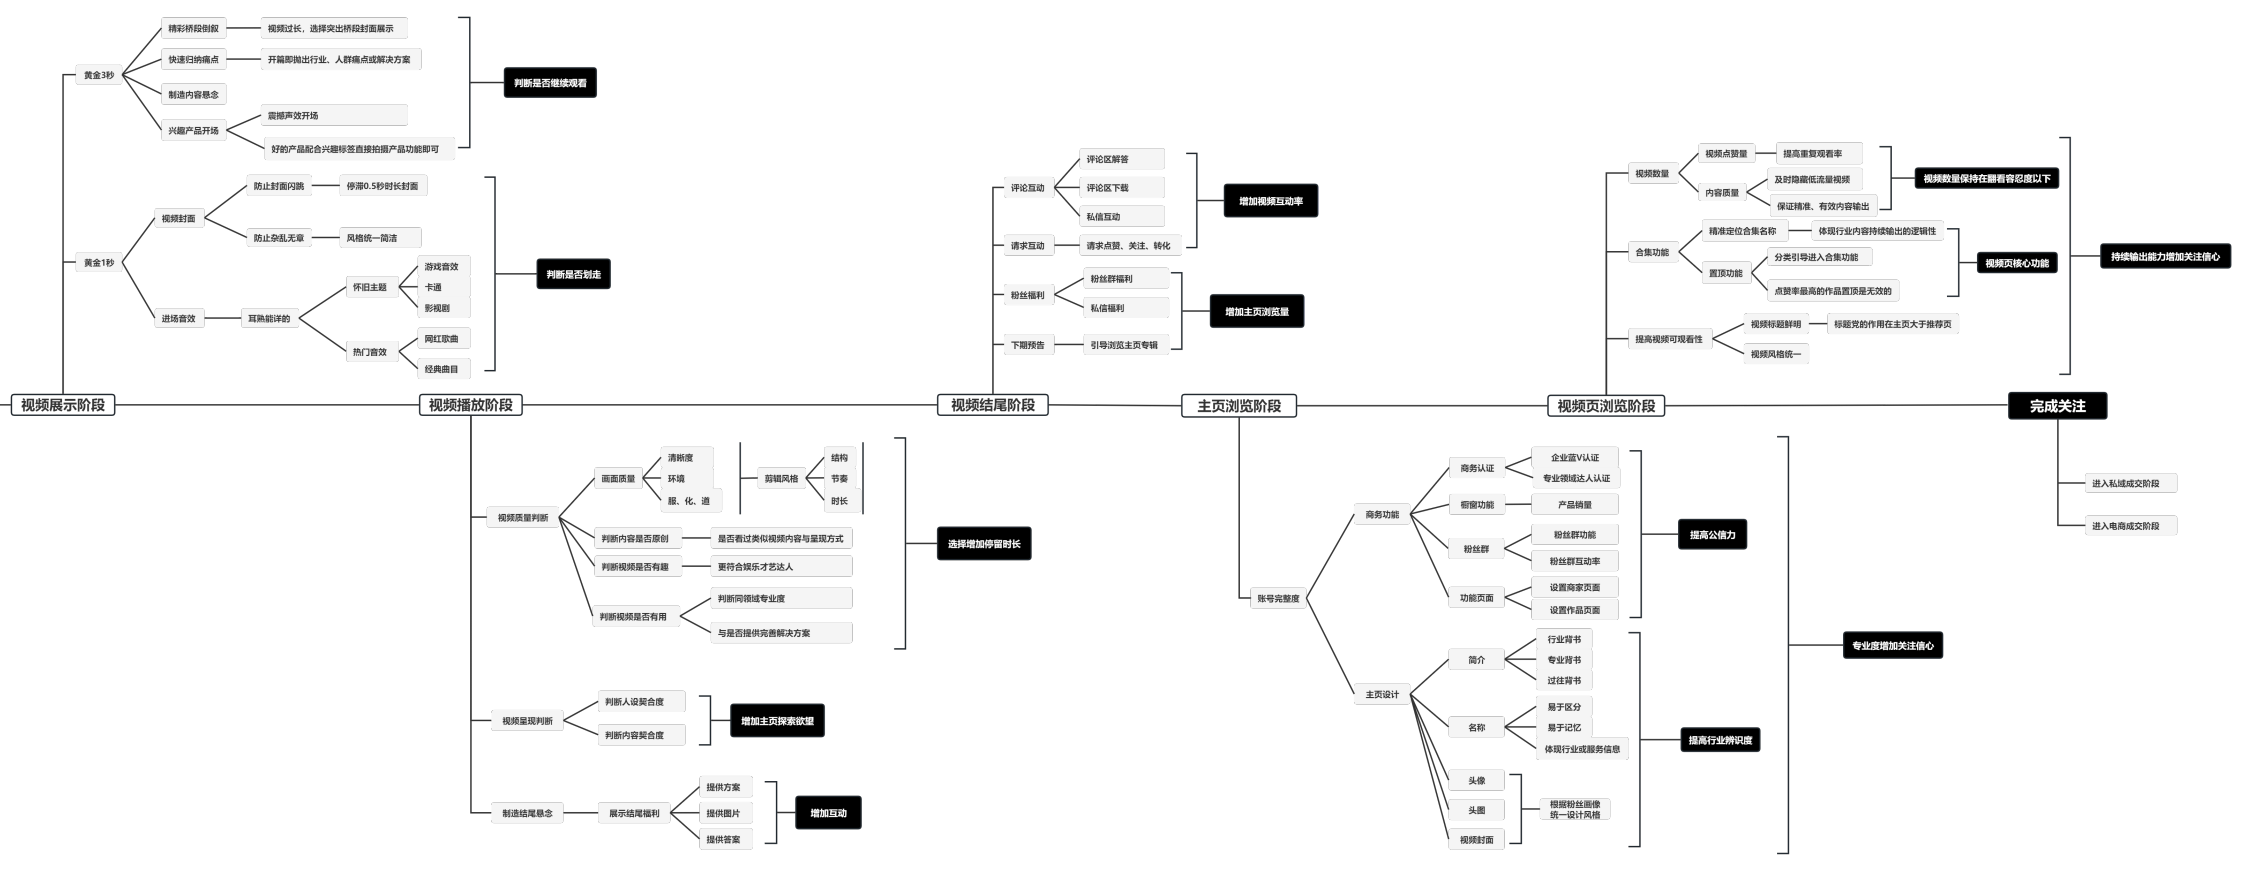 黄金3秒
精彩桥段倒叙
视频过长，选择突出桥段封面展示
快速归纳痛点
开篇即抛出行业、人群痛点或解决方案
制造内容悬念
兴趣产品开场
震撼声效开场
好的产品配合兴趣标签直接拍摄产品功能即可
判断是否继续观看
黄金1秒
视频封面
防止封面闪跳
停滞0.5秒时长封面
防止杂乱无章
风格统一简洁
进场音效
耳熟能详的
怀旧主题
游戏音效
卡通
影视剧
热门音效
网红歌曲
经典曲目
判断是否划走
视频展示阶段
视频播放阶段
视频质量判断
画面质量
清晰度
环境
服、化、道
剪辑风格
结构
节奏
时长
判断内容是否原创
是否看过类似视频内容与呈现方式
判断视频是否有趣
更符合娱乐才艺达人
判断视频是否有用
判断同领域专业度
与是否提供完善解决方案
选择增加停留时长
视频呈现判断
判断人设契合度
判断内容契合度
增加主页探索欲望
制造结尾悬念
展示结尾福利
提供方案
提供图片
提供答案
增加互动
评论互动
评论区解答
评论区下载
私信互动
请求互动
请求点赞、关注、转化
增加视频互动率
粉丝福利
粉丝群福利
私信福利
下期预告
引导浏览主页专辑
增加主页浏览量
视频结尾阶段
主页浏览阶段
账号完整度
商务功能
商务认证
企业蓝V认证
专业领域达人认证
橱窗功能
产品销量
粉丝群
粉丝群功能
粉丝群互动率
功能页面
设置商家页面
设置作品页面
提高公信力
主页设计
简介
行业背书
专业背书
过往背书
名称
易于区分
易于记忆
体现行业或服务信息
头像
头图
视频封面
根据粉丝画像
统一设计风格
提高行业辨识度
专业度增加关注信心
视频数量
视频点赞量
提高重复观看率
内容质量
及时隐藏低流量视频
保证精准、有效内容输出
视频数量保持在翻看容忍度以下
合集功能
精准定位合集名称
体现行业内容持续输出的逻辑性
置顶功能
分类引导进入合集功能
点赞率最高的作品置顶是无效的
视频页核心功能
提高视频可观看性
视频标题鲜明
标题党的作用在主页大于推荐页
视频风格统一
持续输出能力增加关注信心
视频页浏览阶段
完成关注
进入私域成交阶段
进入电商成交阶段